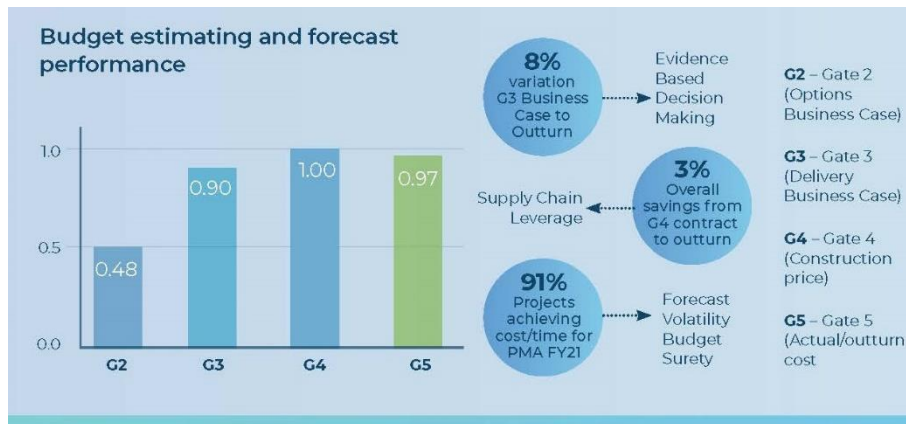 Budget estimating and forecast
performance
1.0
0.5
0.0
0.48
0.90
1.00
0.97
G2
G3
G4
G5
8%
variation
G3 Business
Case to
Outturn
Evidence
Based
Decision
Making
3%
Overall
savings from
G4 contract
to outturn
Supply Chain
Leverage
91%
Projects
achieving
cost/time for
PMA FY21
Forecast
Volatility
Budget
Surety
G2 – Gate 2
(Options
Business Case)
G3 – Gate 3
(Delivery
Business Case)
G4 – Gate 4
(Construction
price)
G5 – Gate 5
(Actual/outturn
cost